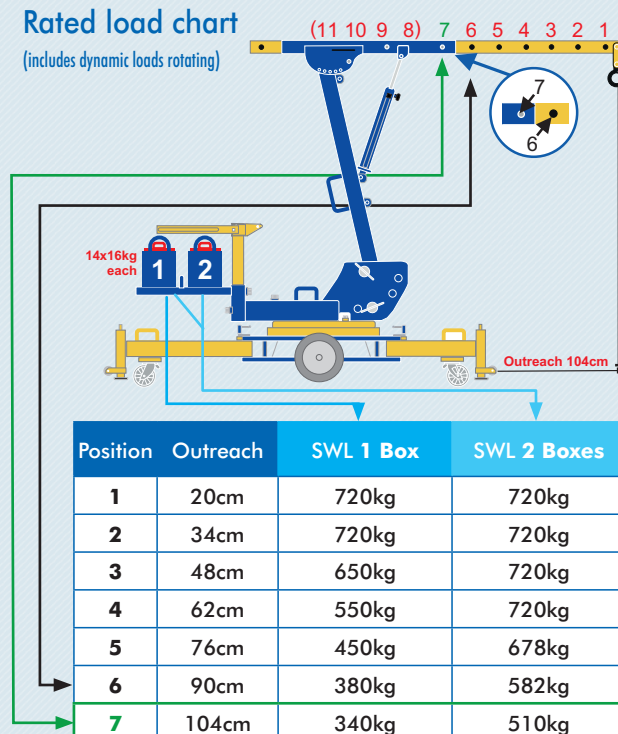 Rated load chart
(includes dynamic loads rotating)
(11 10 9 8) 7 6 5 4 3 2 1
7
6
14x16kg
each
1 2
Outreach 104cm
Position Outreach SWL 1 Box SWL 2 Boxes
1 20cm 720kg 720kg
2 34cm 720kg 720kg
3 48cm 650kg 720kg
4 62cm 550kg 720kg
5 76cm 450kg 678kg
6 90cm 380kg 582kg
7 104cm 340kg 510kg